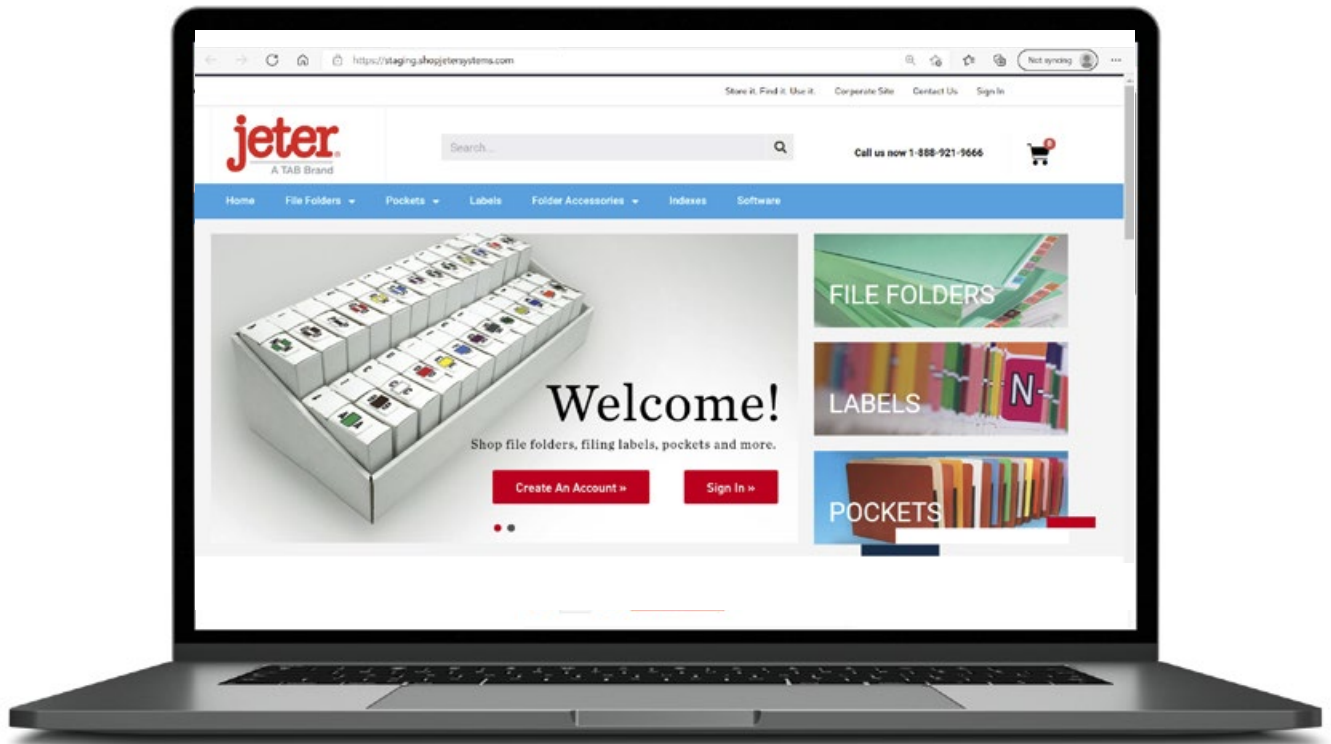 https://staging.shopjetersystems.com
Not syncing
Store it. Find it. Use it. Corporate Site Contact Us Sign In
jeter®
A TAB Brand
Search...
Call us now 1-888-921-9666
Home File Folders Pockets Labels Folder Accessories Indexes Software
FILE FOLDERS
LABELS
N-
Welcome!
Shop file folders, filing labels, pockets and more.
Create An Account »
Sign In »
POCKETS